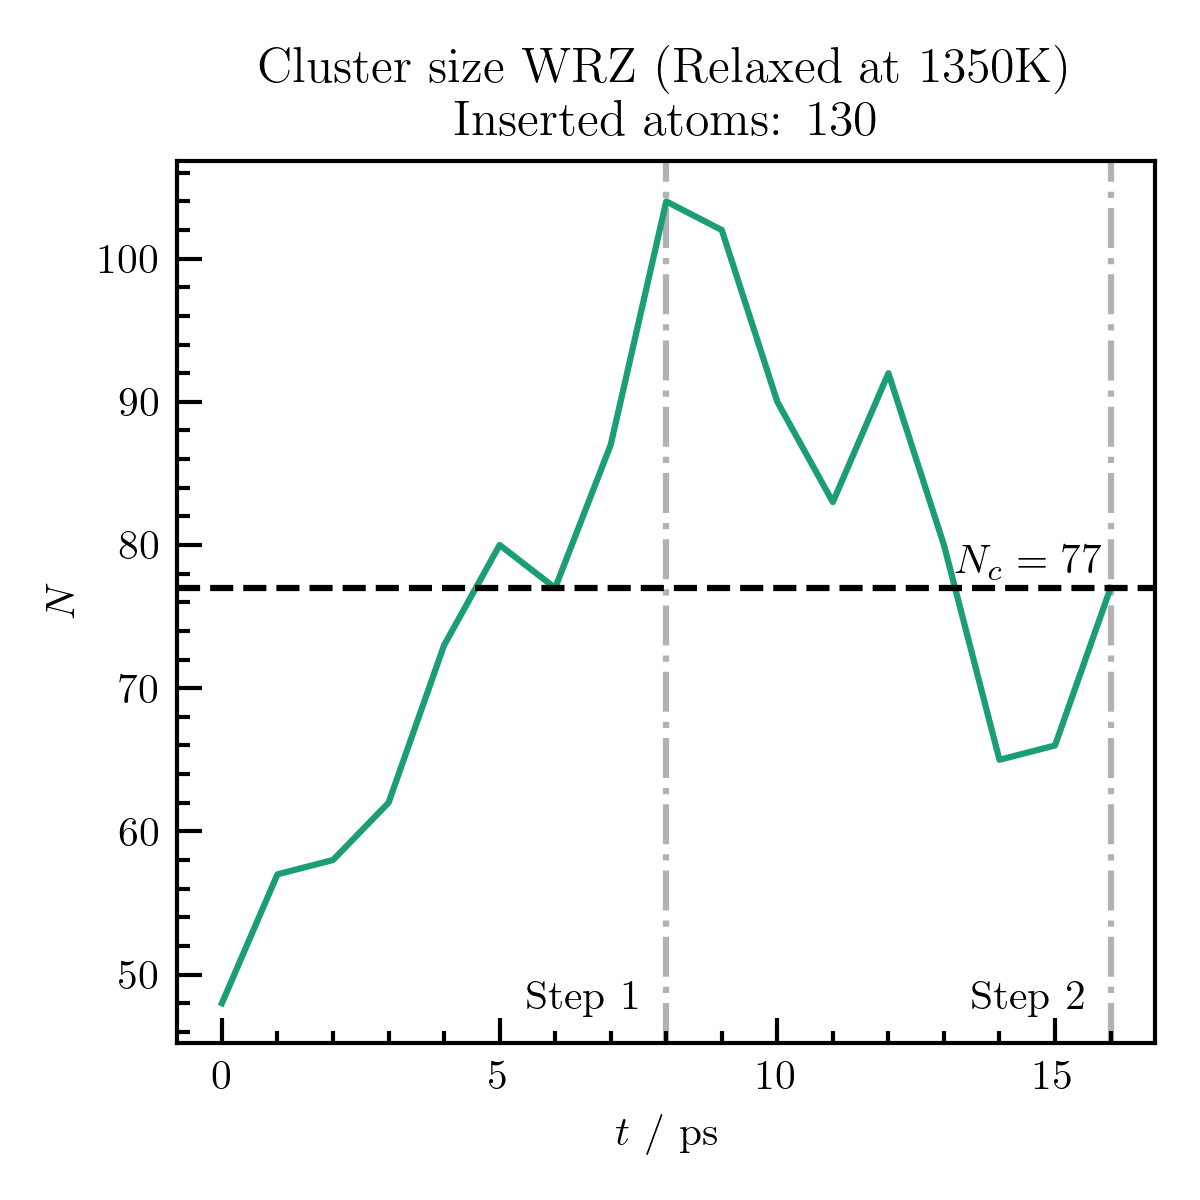 Cluster size WRZ (Relaxed at 1350K)
Inserted atoms: 130
100
90
80
70
60
50
N
N_c = 77
Step 1
Step 2
0
5
10
15
t / ps